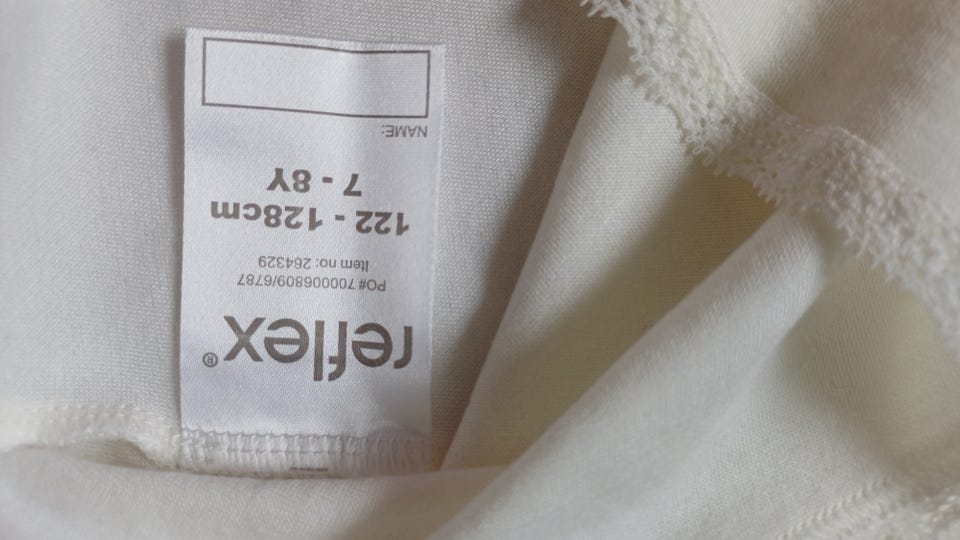 reflex®
PO# 700006809/6787
Item no: 264329
122 - 128cm
7 - 8Y
NAME: